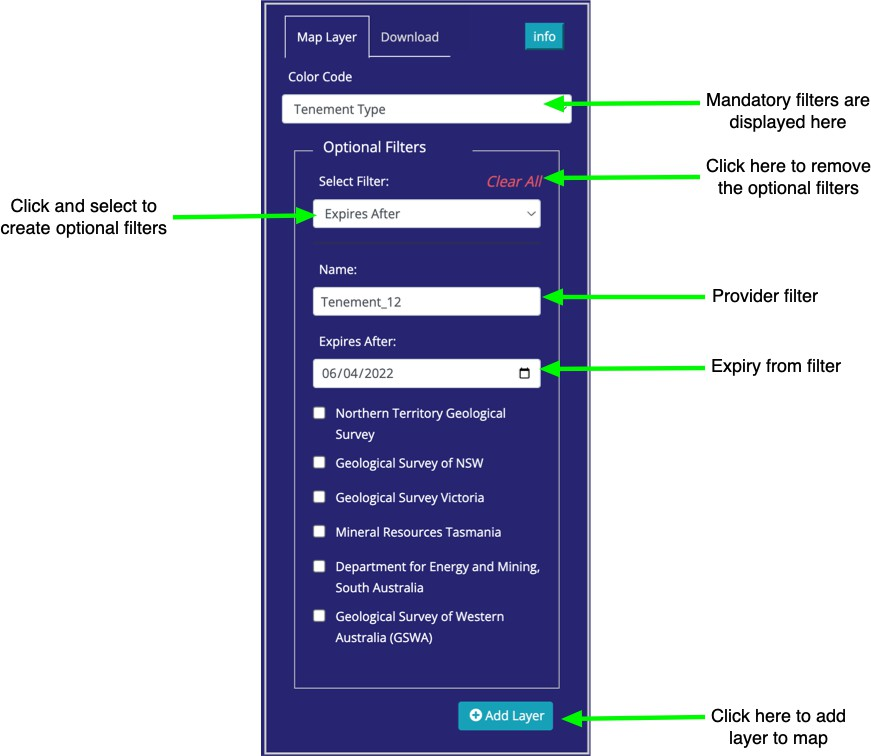 Map Layer
Download
info
Color Code
Tenement Type
Mandatory filters are
displayed here
Optional Filters
Select Filter:
Clear All
Click here to remove
the optional filters
Click and select to
create optional filters
Expires After
Name:
Tenement_12
Provider filter
Expires After:
06/04/2022
Expiry from filter
Northern Territory Geological
Survey
Geological Survey of NSW
Geological Survey Victoria
Mineral Resources Tasmania
Department for Energy and Mining,
South Australia
Geological Survey of Western
Australia (GSWA)
Add Layer
Click here to add
layer to map